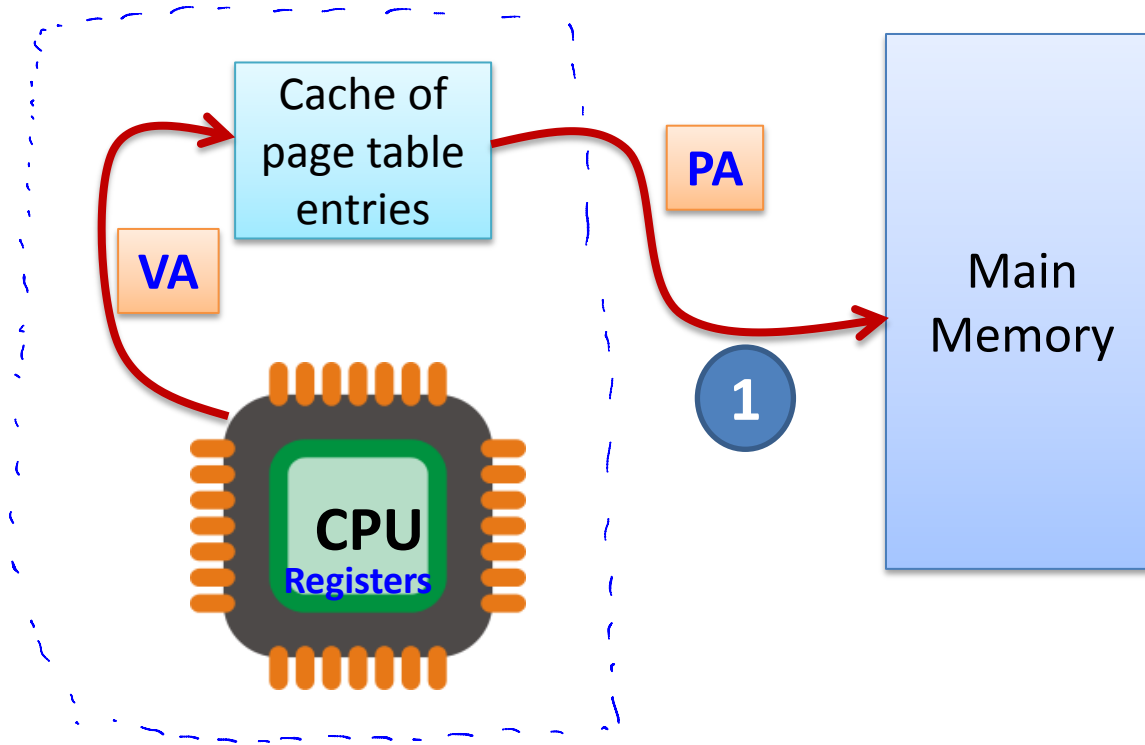 Cache of
page table
entries
PA
VA
Main
Memory
1
CPU
Registers